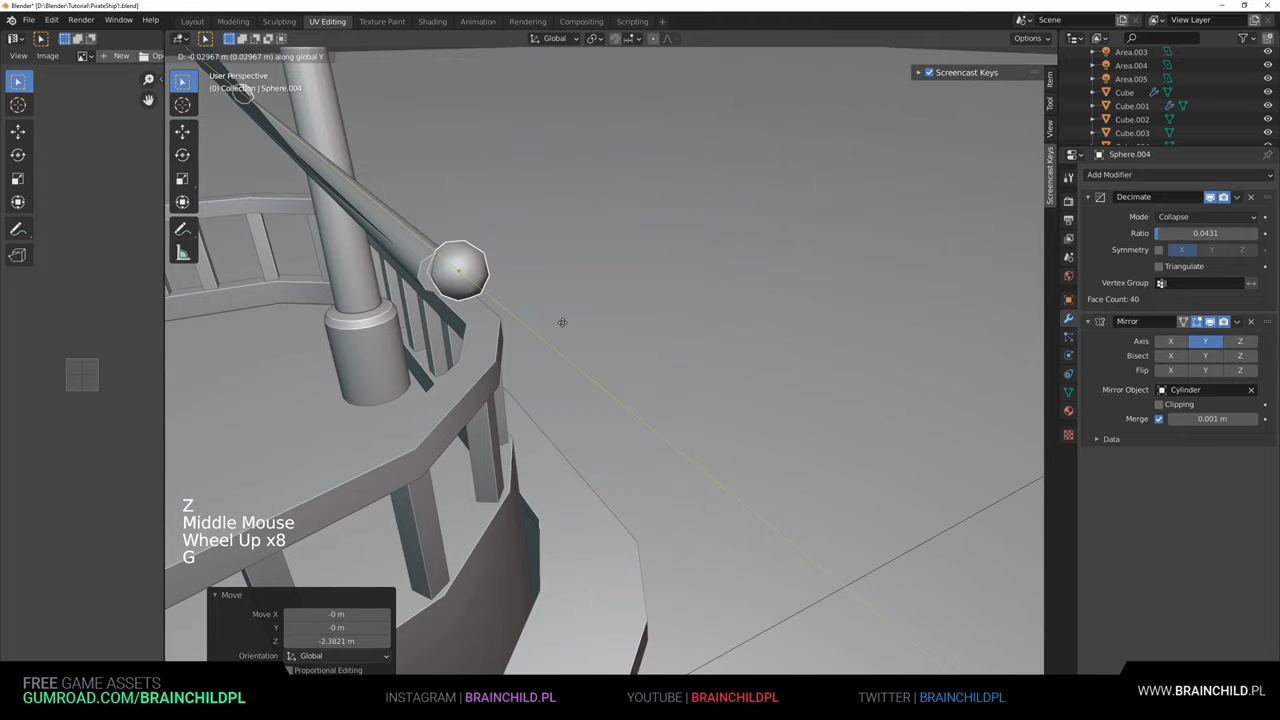 Blender* [D:\Blender\Tutorial\PirateShip1.blend]
File Edit Render Window Help
Layout Modeling Sculpting UV Editing Texture Paint Shading Animation Rendering Compositing Scripting
Scene View Layer
View Image New Op
Global Options
D: -0.02967 m (0.02967 m) along global Y
User Perspective
(0) Collection | Sphere.004
Screencast Keys
Item
Tool
View
Screencast Keys
Area.003
Area.004
Area.005
Cube
Cube.001
Cube.002
Cube.003
Sphere.004
Add Modifier
Decimate
Mode Collapse
Ratio 0.0431
Symmetry X Y Z
Triangulate
Vertex Group
Face Count: 40
Mirror
Axis X Y Z
Bisect X Y Z
Flip X Y Z
Mirror Object Cylinder
Clipping
Merge 0.001 m
Data
Z
Middle Mouse
Wheel Up x8
G
Move
Move X -0 m
Y -0 m
Z -2.3821 m
Orientation Global
Proportional Editing
FREE GAME ASSETS
GUMROAD.COM/BRAINCHILDPL
INSTAGRAM | BRAINCHILD.PL
YOUTUBE | BRAINCHILDPL
TWITTER | BRAINCHILDPL
WWW.BRAINCHILD.PL